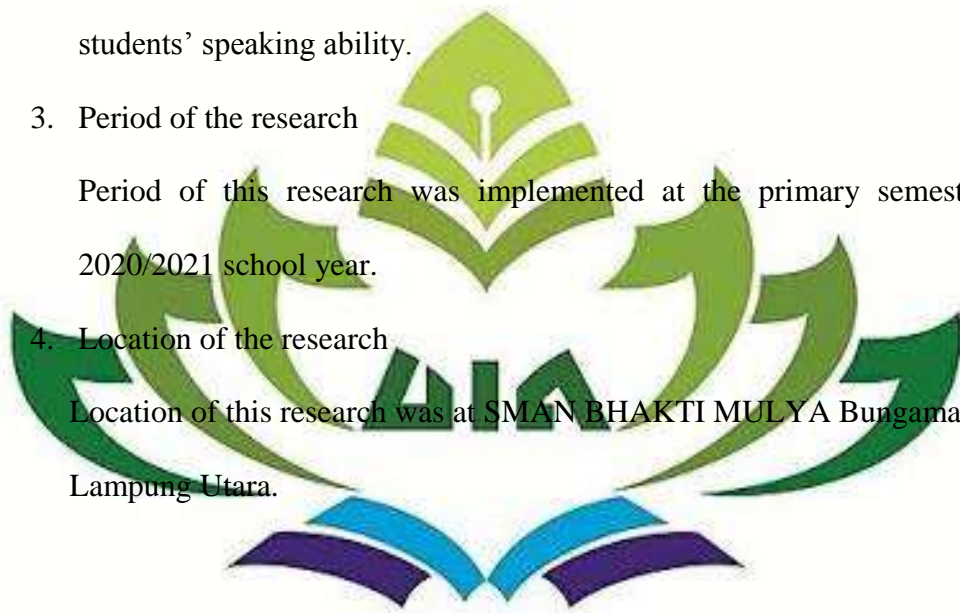 students’ speaking ability.
3. Period of the research
Period of this research was implemented at the primary semest
2020/2021 school year.
4. Location of the research
Location of this research was at SMAN BHAKTI MULYA Bungama
Lampung Utara.